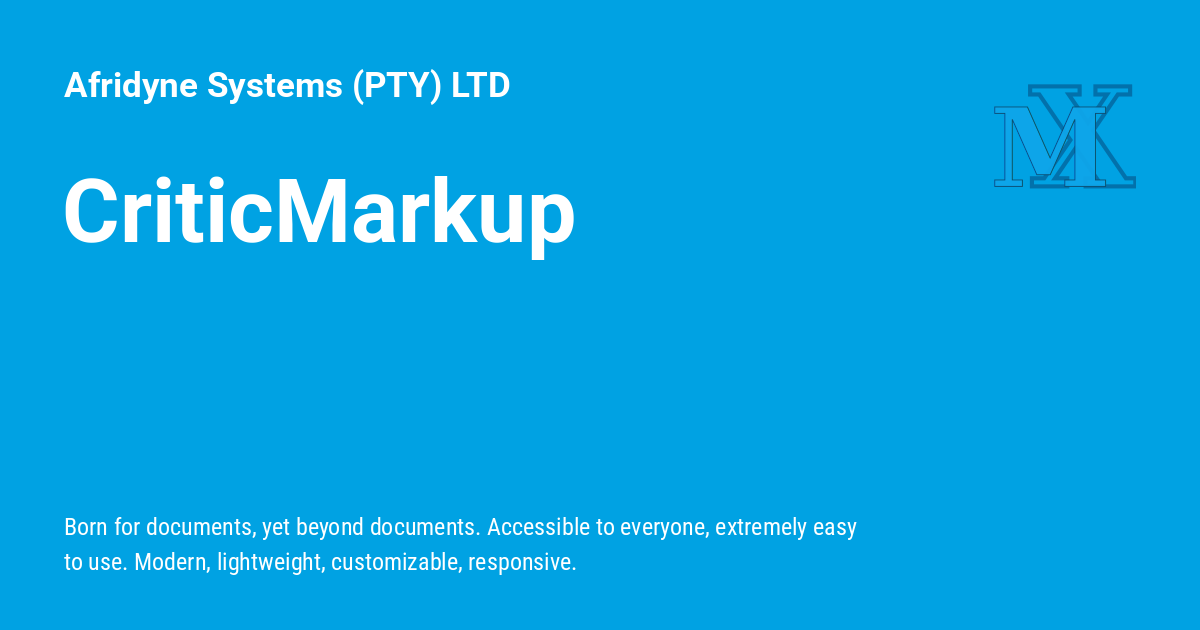 Afridyne Systems (PTY) LTD
MX
CriticMarkup
Born for documents, yet beyond documents. Accessible to everyone, extremely easy
to use. Modern, lightweight, customizable, responsive.